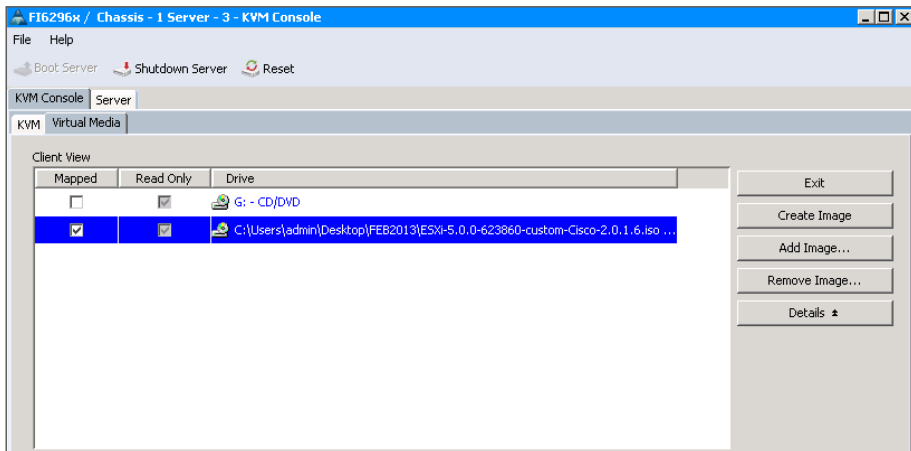 FI6296x / Chassis - 1 Server - 3 - KVM Console
File Help
Boot Server Shutdown Server Reset
KVM Console Server
KVM Virtual Media
Client View
Mapped Read Only Drive
G: - CD/DVD
C:\Users\admin\Desktop\FEB2013\ESXi-5.0.0-623860-custom-Cisco-2.0.1.6.iso ...
Exit
Create Image
Add Image...
Remove Image...
Details